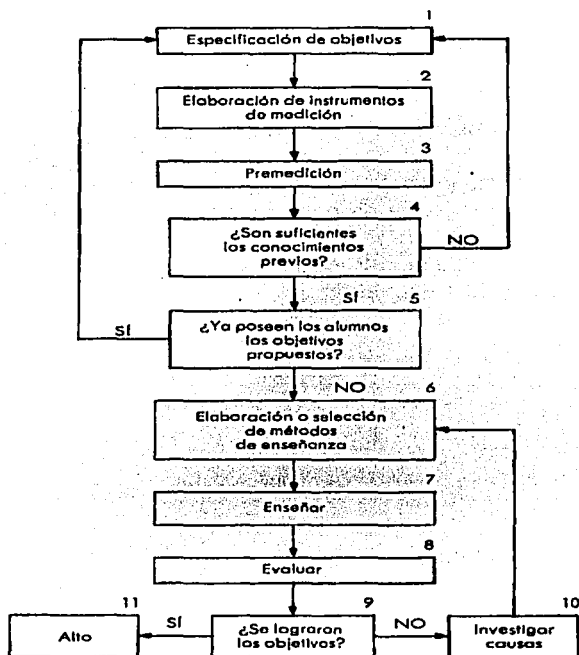 1
Especificación de objetivos
2
Elaboración de instrumentos
de medición
3
Premedición
4
¿Son suficientes
los conocimientos
previos?
NO
SÍ
5
¿Ya poseen los alumnos
los objetivos
propuestos?
SÍ
NO
6
Elaboración o selección
de métodos
de enseñanza
7
Enseñar
8
Evaluar
11
Alto
SÍ
9
¿Se lograron
los objetivos?
NO
10
Investigar
causas